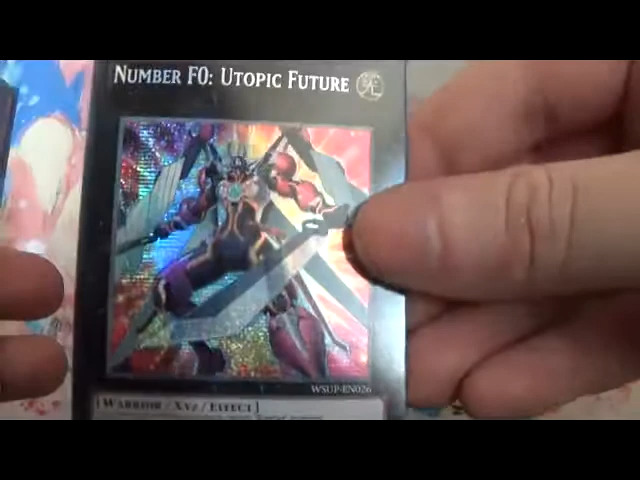 NUMBER F0: UTOPIC FUTURE
WSUP-EN026
[WARRIOR / XYZ / EFFECT]